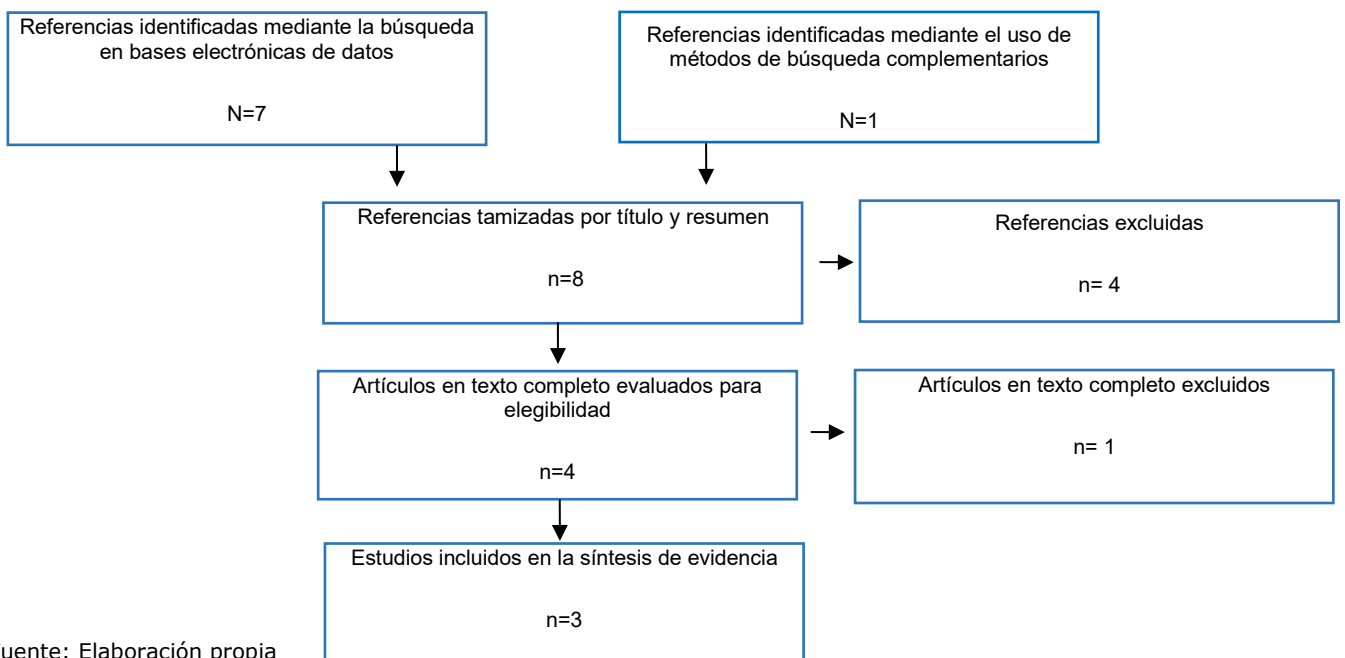 Referencias identificadas mediante la búsqueda
en bases electrónicas de datos
N=7
Referencias identificadas mediante el uso de
métodos de búsqueda complementarios
N=1
Referencias tamizadas por título y resumen
n=8
Referencias excluidas
n= 4
Artículos en texto completo evaluados para
elegibilidad
n=4
Artículos en texto completo excluidos
n= 1
Estudios incluidos en la síntesis de evidencia
n=3
uente: Elaboración propia